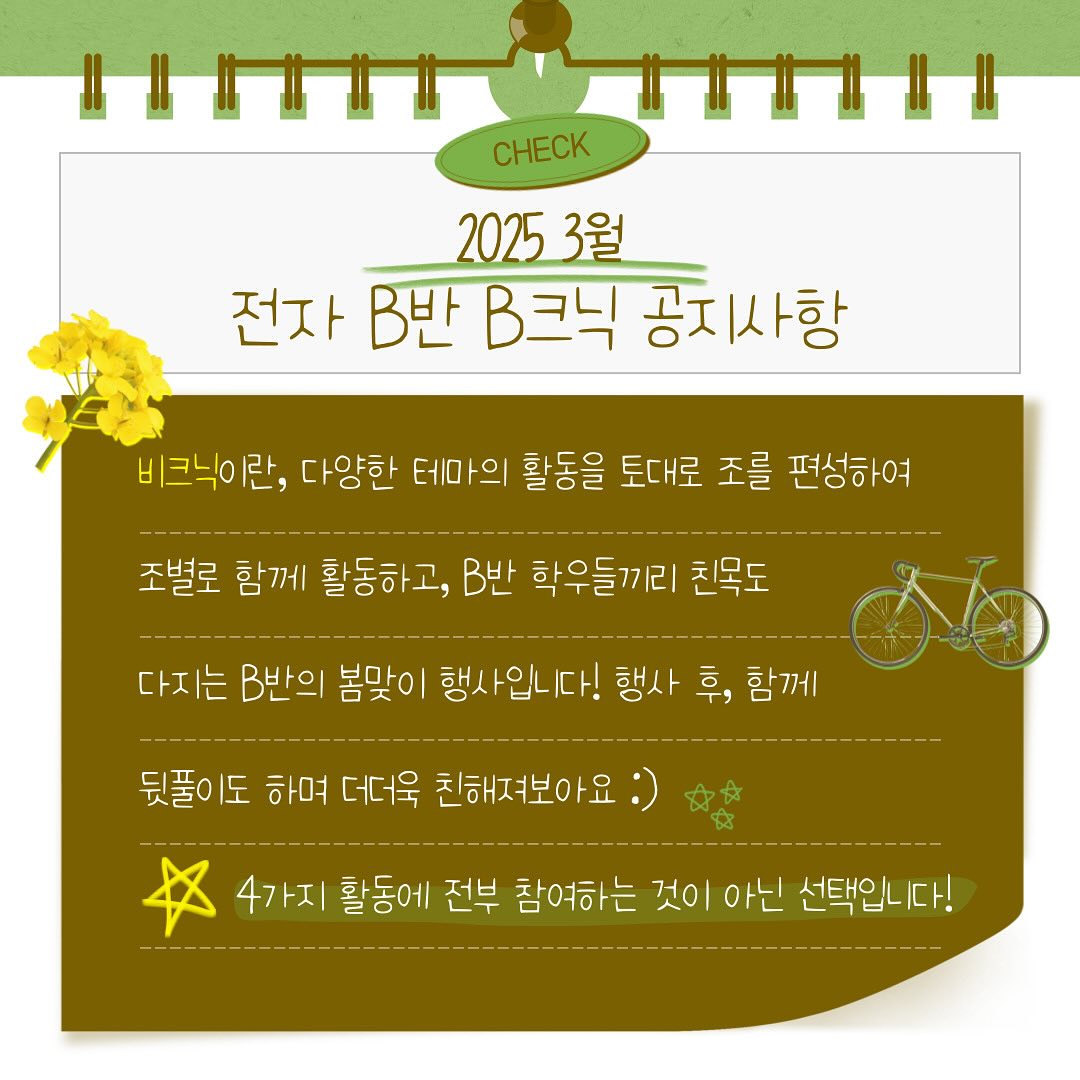 CHECK
2025 3월
전자 B반 B크닉 공지사항
비크닉이란, 다양한 테마의 활동을 토대로 조를 편성하여
조별로 함께 활동하고, B반 학우들끼리 친목도
다지는 B반의 봄맞이 행사입니다! 행사 후, 함께
뒷풀이도 하며 더더욱 친해져보아요 :)
4가지 활동에 전부 참여하는 것이 아닌 선택입니다!